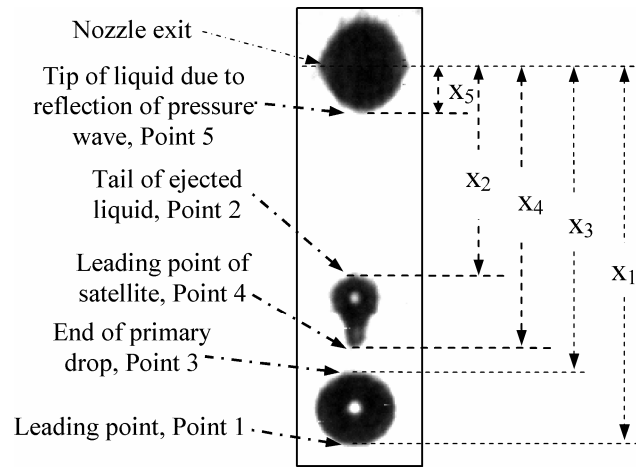 Nozzle exit
Tip of liquid due to
reflection of pressure
wave, Point 5
Tail of ejected
liquid, Point 2
Leading point of
satellite, Point 4
End of primary
drop, Point 3
Leading point, Point 1
x5
x2
x4
x3
x1